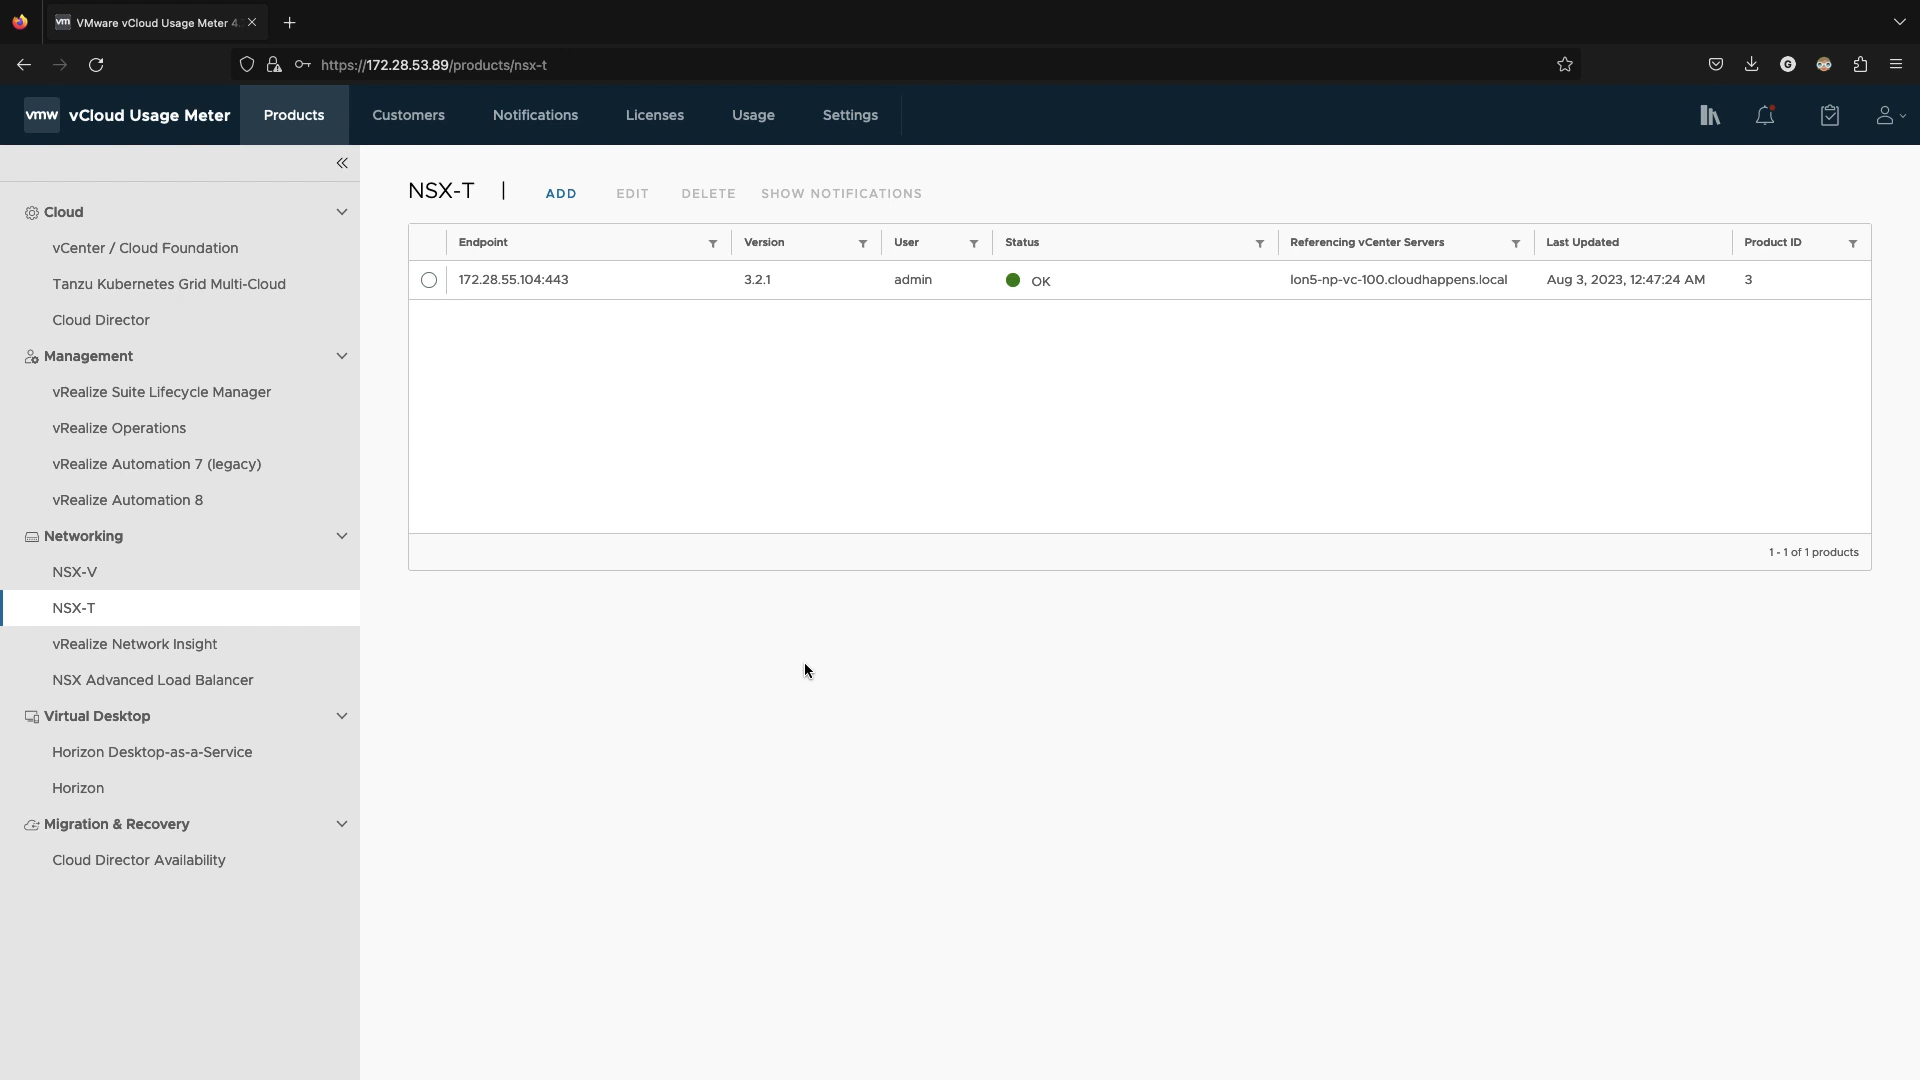 VMware vCloud Usage Meter 4.
https://172.28.53.89/products/nsx-t
G
vmw vCloud Usage Meter Products Customers Notifications Licenses Usage Settings
NSX-T | ADD EDIT DELETE SHOW NOTIFICATIONS
Endpoint Version User Status Referencing vCenter Servers Last Updated Product ID
172.28.55.104:443 3.2.1 admin OK lon5-np-vc-100.cloudhappens.local Aug 3, 2023, 12:47:24 AM 3
1 - 1 of 1 products
Cloud
vCenter / Cloud Foundation
Tanzu Kubernetes Grid Multi-Cloud
Cloud Director
Management
vRealize Suite Lifecycle Manager
vRealize Operations
vRealize Automation 7 (legacy)
vRealize Automation 8
Networking
NSX-V
NSX-T
vRealize Network Insight
NSX Advanced Load Balancer
Virtual Desktop
Horizon Desktop-as-a-Service
Horizon
Migration & Recovery
Cloud Director Availability